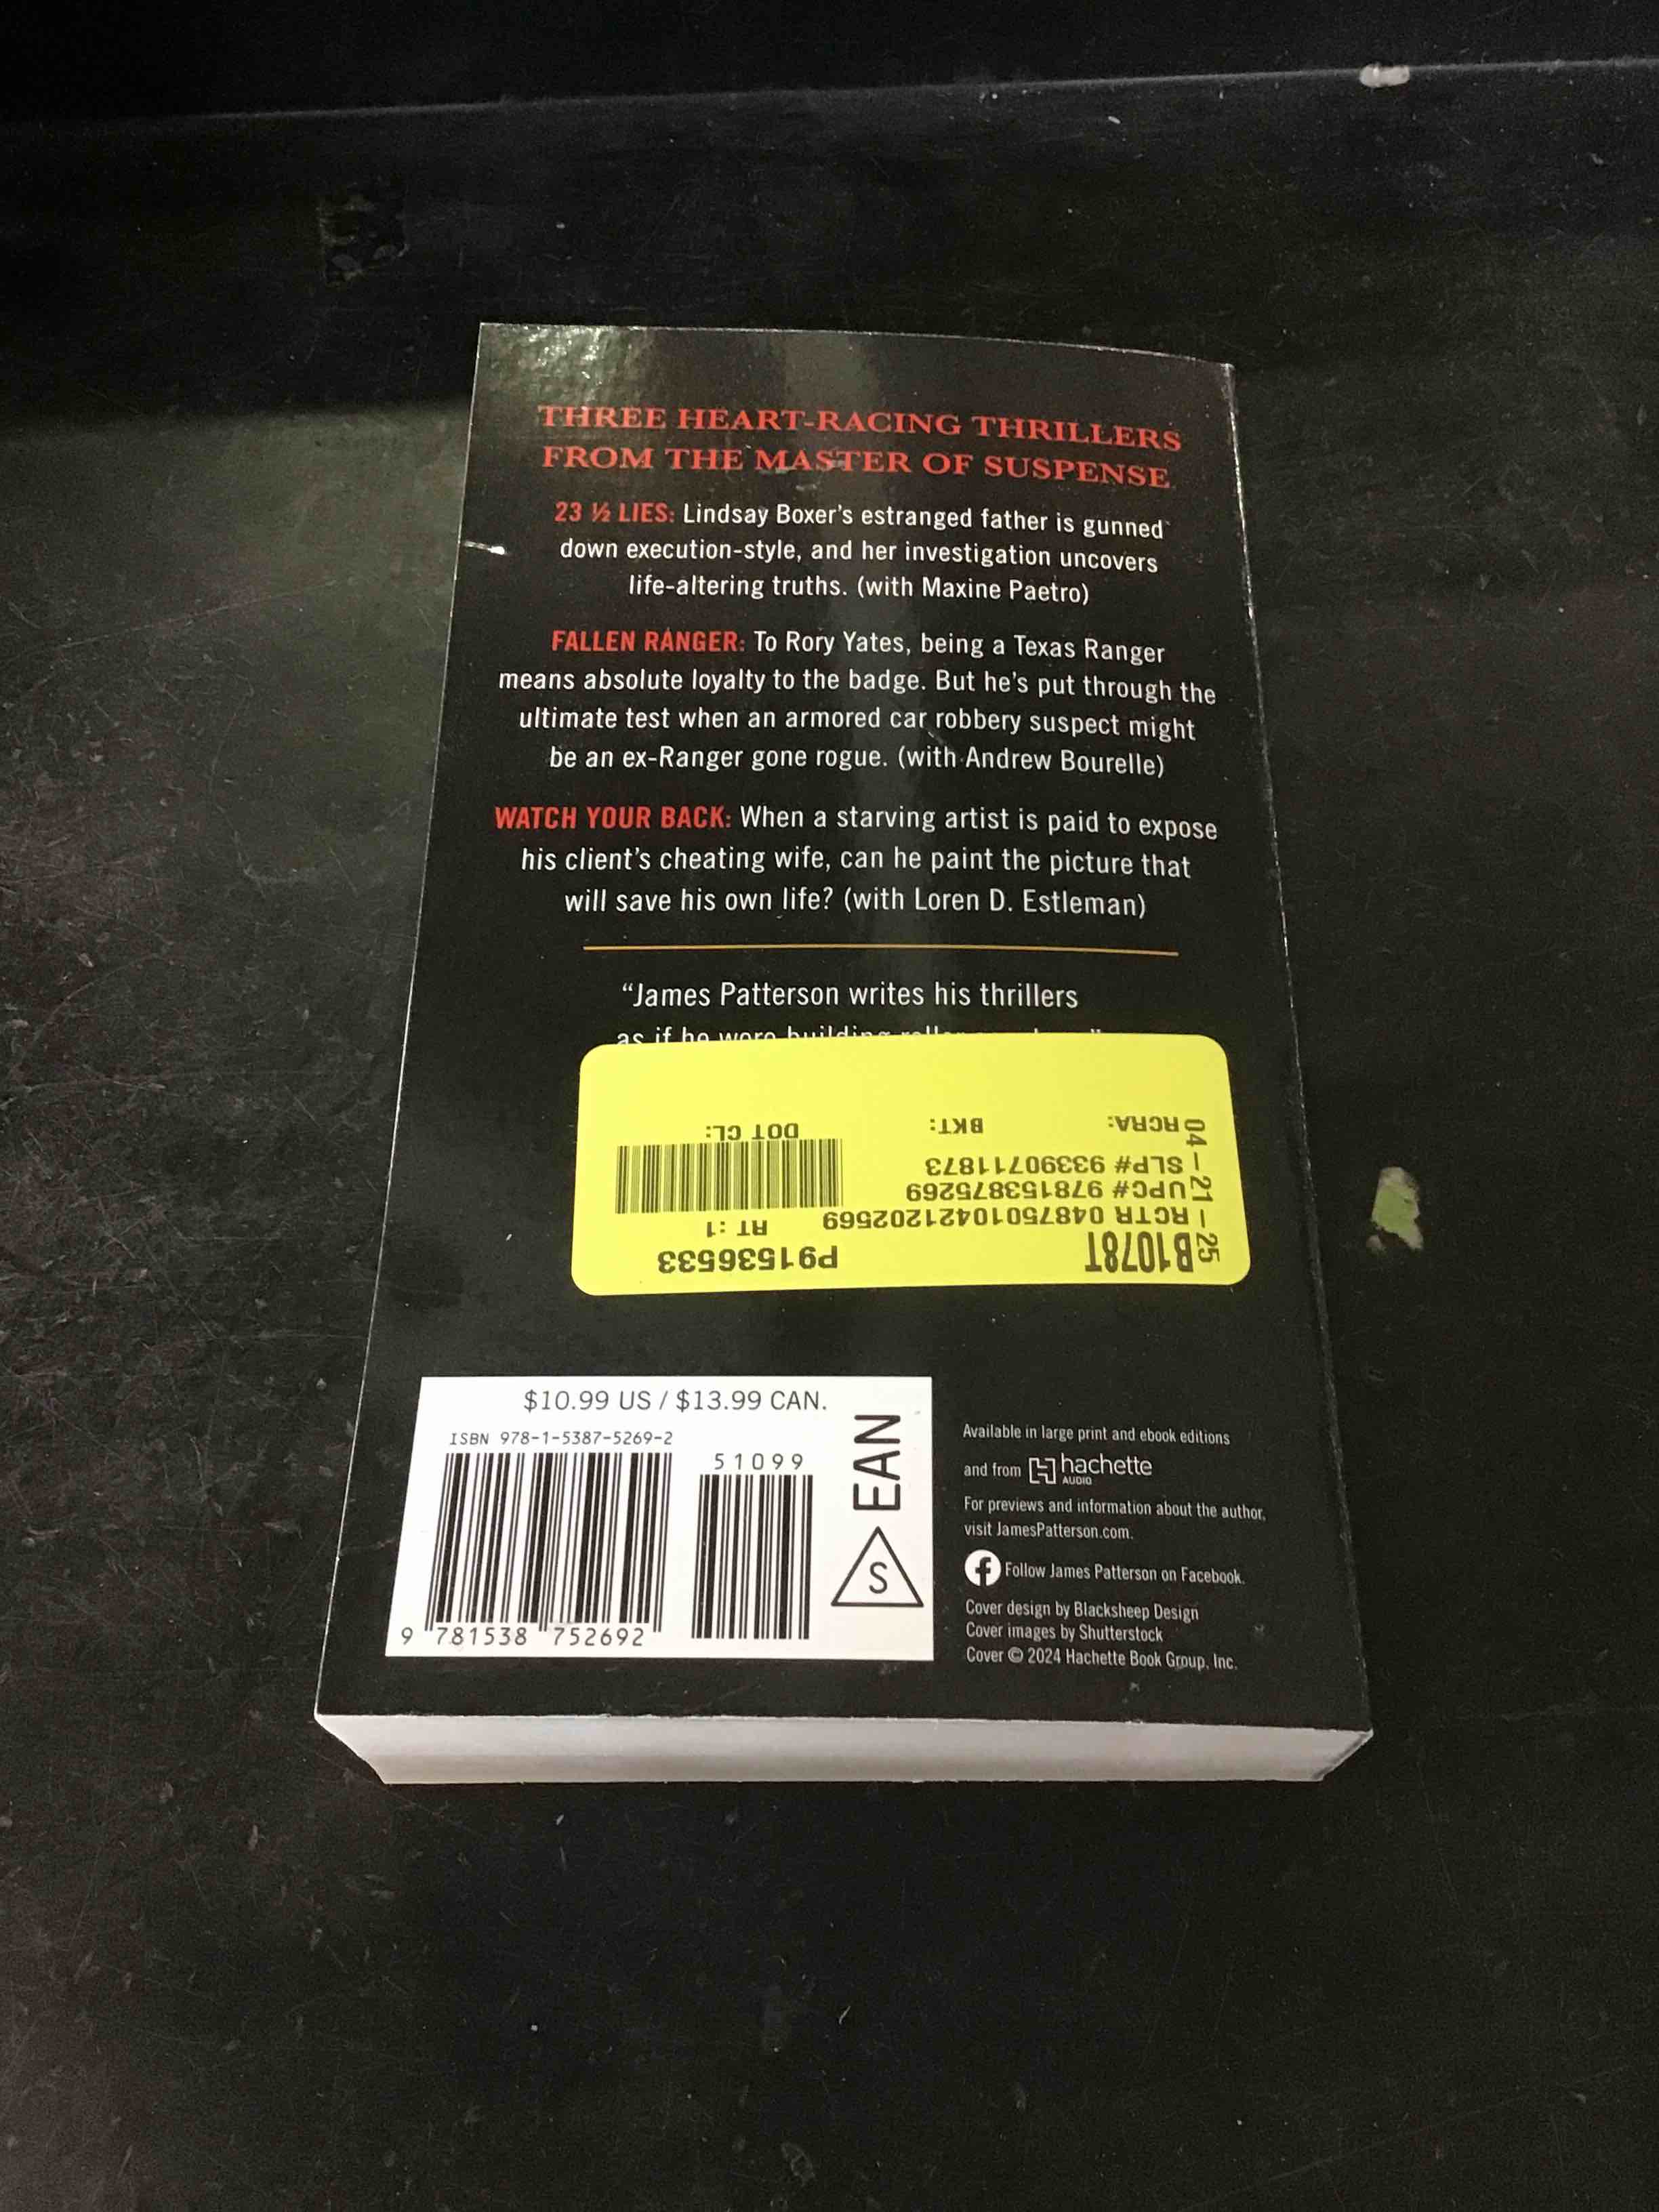 THREE HEART-RACING THRILLERS
FROM THE MASTER OF SUSPENSE
23 ½ LIES: Lindsay Boxer's estranged father is gunned
down execution-style, and her investigation uncovers
life-altering truths. (with Maxine Paetro)
FALLEN RANGER: To Rory Yates, being a Texas Ranger
means absolute loyalty to the badge. But he's put through the
ultimate test when an armored car robbery suspect might
be an ex-Ranger gone rogue. (with Andrew Bourelle)
WATCH YOUR BACK: When a starving artist is paid to expose
his client's cheating wife, can he paint the picture that
will save his own life? (with Loren D. Estleman)
"James Patterson writes his thrillers
as if he were building
B1078T P91536533
RCTR 04875010421202569 RT: 1
UPC# 978153875269
SLP# 93390711873
RCRA: BKT: DOT CL:
04-21-25
$10.99 US / $13.99 CAN.
ISBN 978-1-5387-5269-2
51099
9 781538 752692
EAN
S
Available in large print and ebook editions
and from hachette
AUDIO
For previews and information about the author,
visit JamesPatterson.com.
f Follow James Patterson on Facebook.
Cover design by Blacksheep Design
Cover images by Shutterstock
Cover © 2024 Hachette Book Group, Inc.